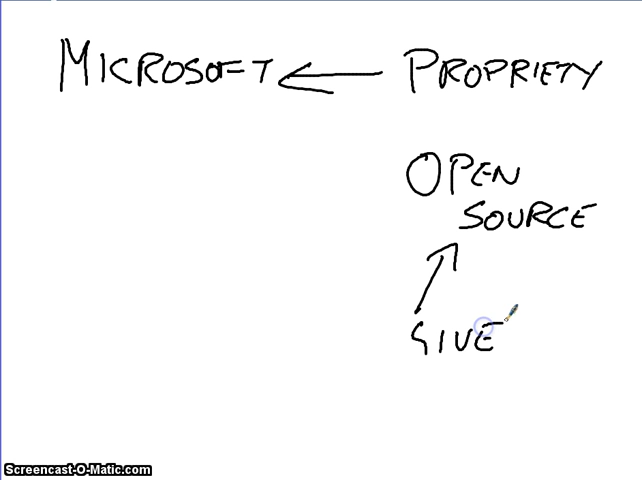 MICROSOFT ← PROPRIETY
OPEN
SOURCE
GIVE
Screencast-O-Matic.com